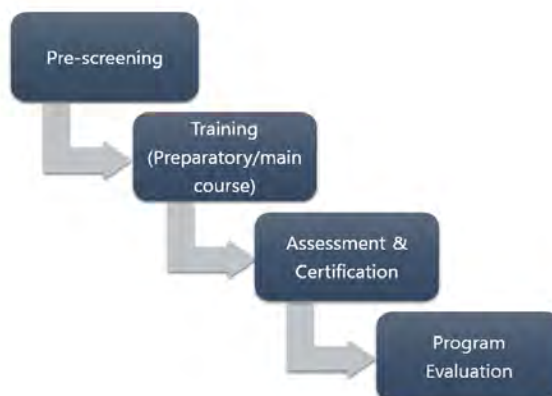 Pre-screening
Training
(Preparatory/main
course)
Assessment &
Certification
Program
Evaluation